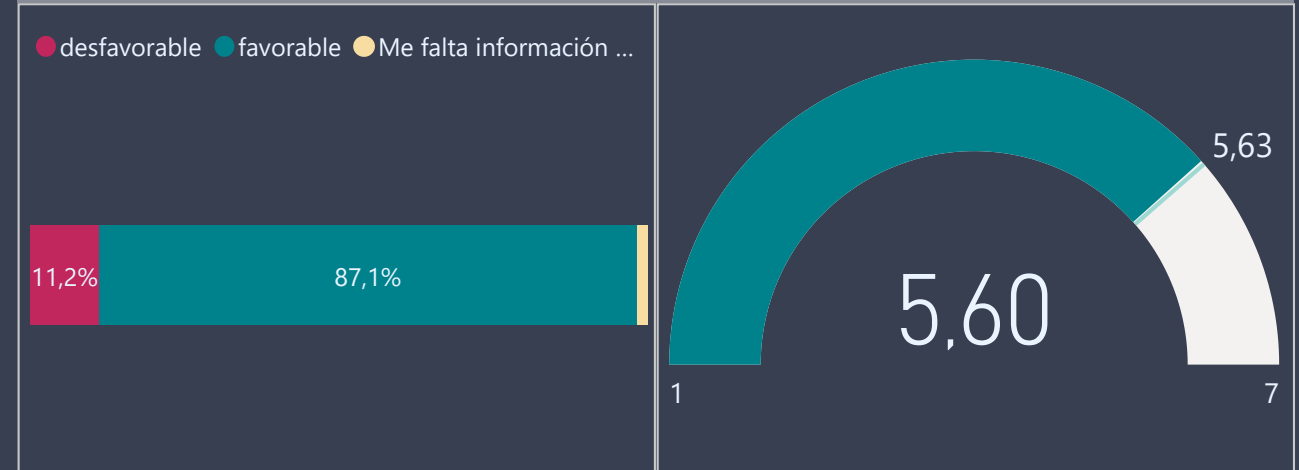 desfavorable favorable Me falta información ...
11,2% 87,1%
5,63
5,60
1 7